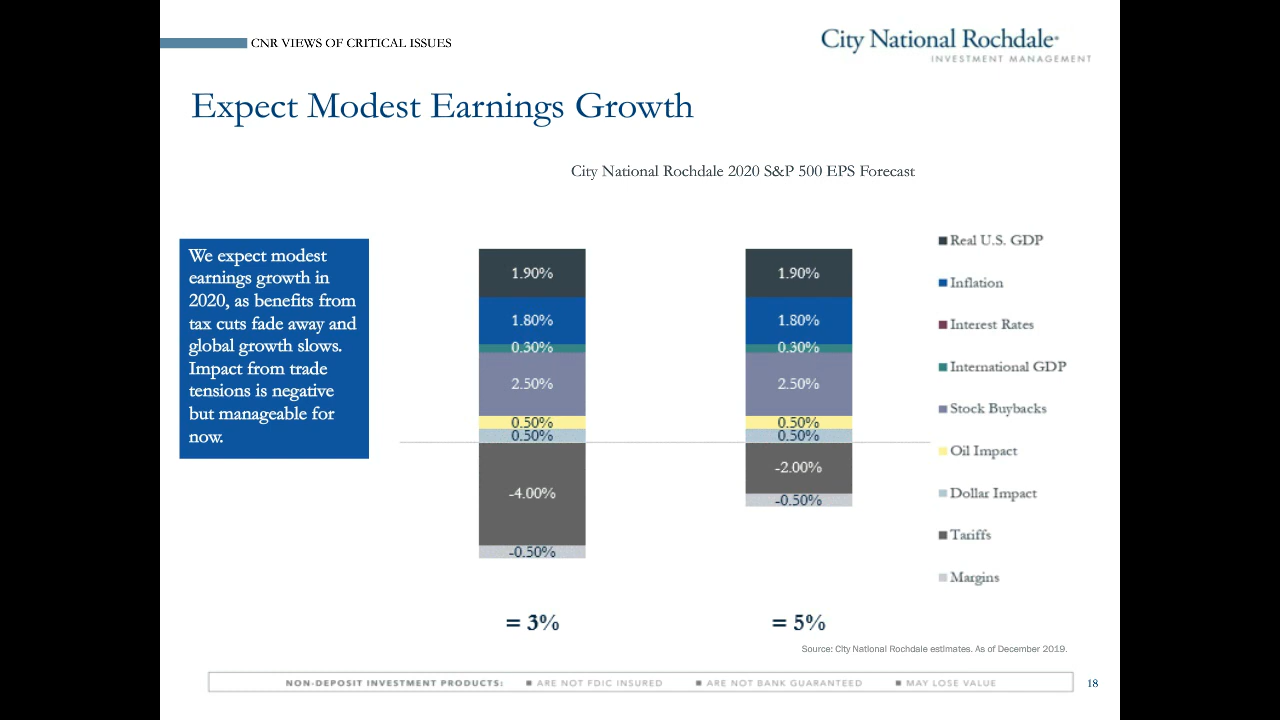 CNR VIEWS OF CRITICAL ISSUES
City National Rochdale
INVESTMENT MANAGEMENT
Expect Modest Earnings Growth
City National Rochdale 2020 S&P 500 EPS Forecast
We expect modest
earnings growth in
2020, as benefits from
tax cuts fade away and
global growth slows.
Impact from trade
tensions is negative
but manageable for
now.
1.90%
1.80%
0.30%
2.50%
0.50%
0.50%
-4.00%
-0.50%
= 3%
1.90%
1.80%
0.30%
2.50%
0.50%
0.50%
-2.00%
-0.50%
= 5%
Real U.S. GDP
Inflation
Interest Rates
International GDP
Stock Buybacks
Oil Impact
Dollar Impact
Tariffs
Margins
Source: City National Rochdale estimates. As of December 2019.
NON-DEPOSIT INVESTMENT PRODUCTS: ■ ARE NOT FDIC INSURED ■ ARE NOT BANK GUARANTEED ■ MAY LOSE VALUE
18